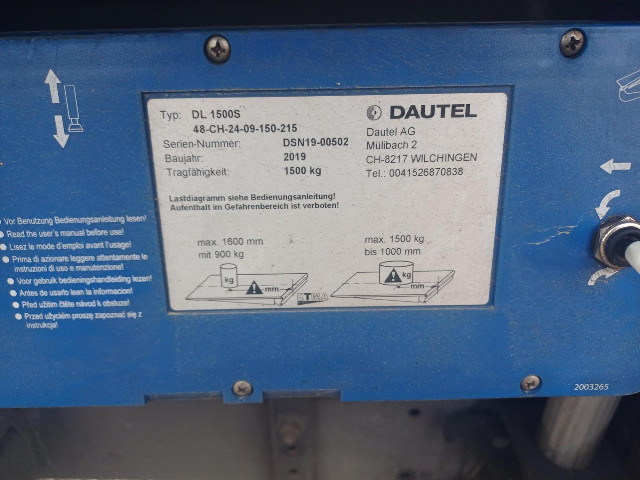 Typ: DL 1500S
48-CH-24-09-150-215
Serien-Nummer: DSN19-00502
Baujahr: 2019
Tragfähigkeit: 1500 kg
DAUTEL
Dautel AG
Mülibach 2
CH-8217 WILCHINGEN
Tel.: 0041526870838
Lastdiagramm siehe Bedienungsanleitung!
Aufenthalt im Gefahrenbereich ist verboten!
max. 1600 mm
mit 900 kg
kg
mm
max. 1500 kg
bis 1000 mm
kg
mm
Vor Benutzung Bedienungsanleitung lesen!
Read the user's manual before use!
Lisez le mode d'emploi avant l'usage!
Prima di azionare leggere attentamente le
instruzioni di uso e manutenzione!
Voor gebruik bedieningshandleiding lezen!
Antes de usarlo lean la informacion!
Před užitím čtěte návod k obsluze!
Przed użyciém proszę zapoznać się z
instrukcja!
2003265